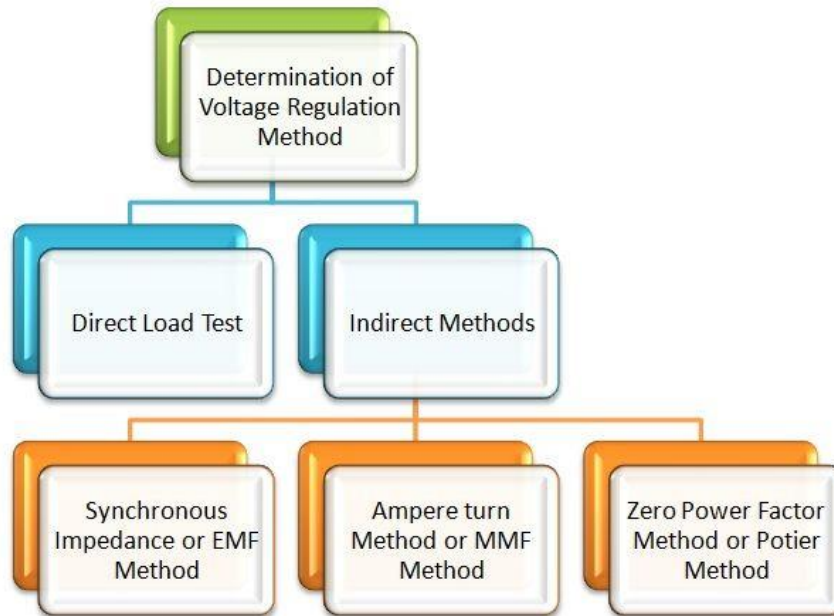 Determination of
Voltage Regulation
Method
Direct Load Test
Indirect Methods
Synchronous
Impedance or EMF
Method
Ampere turn
Method or MMF
Method
Zero Power Factor
Method or Potier
Method